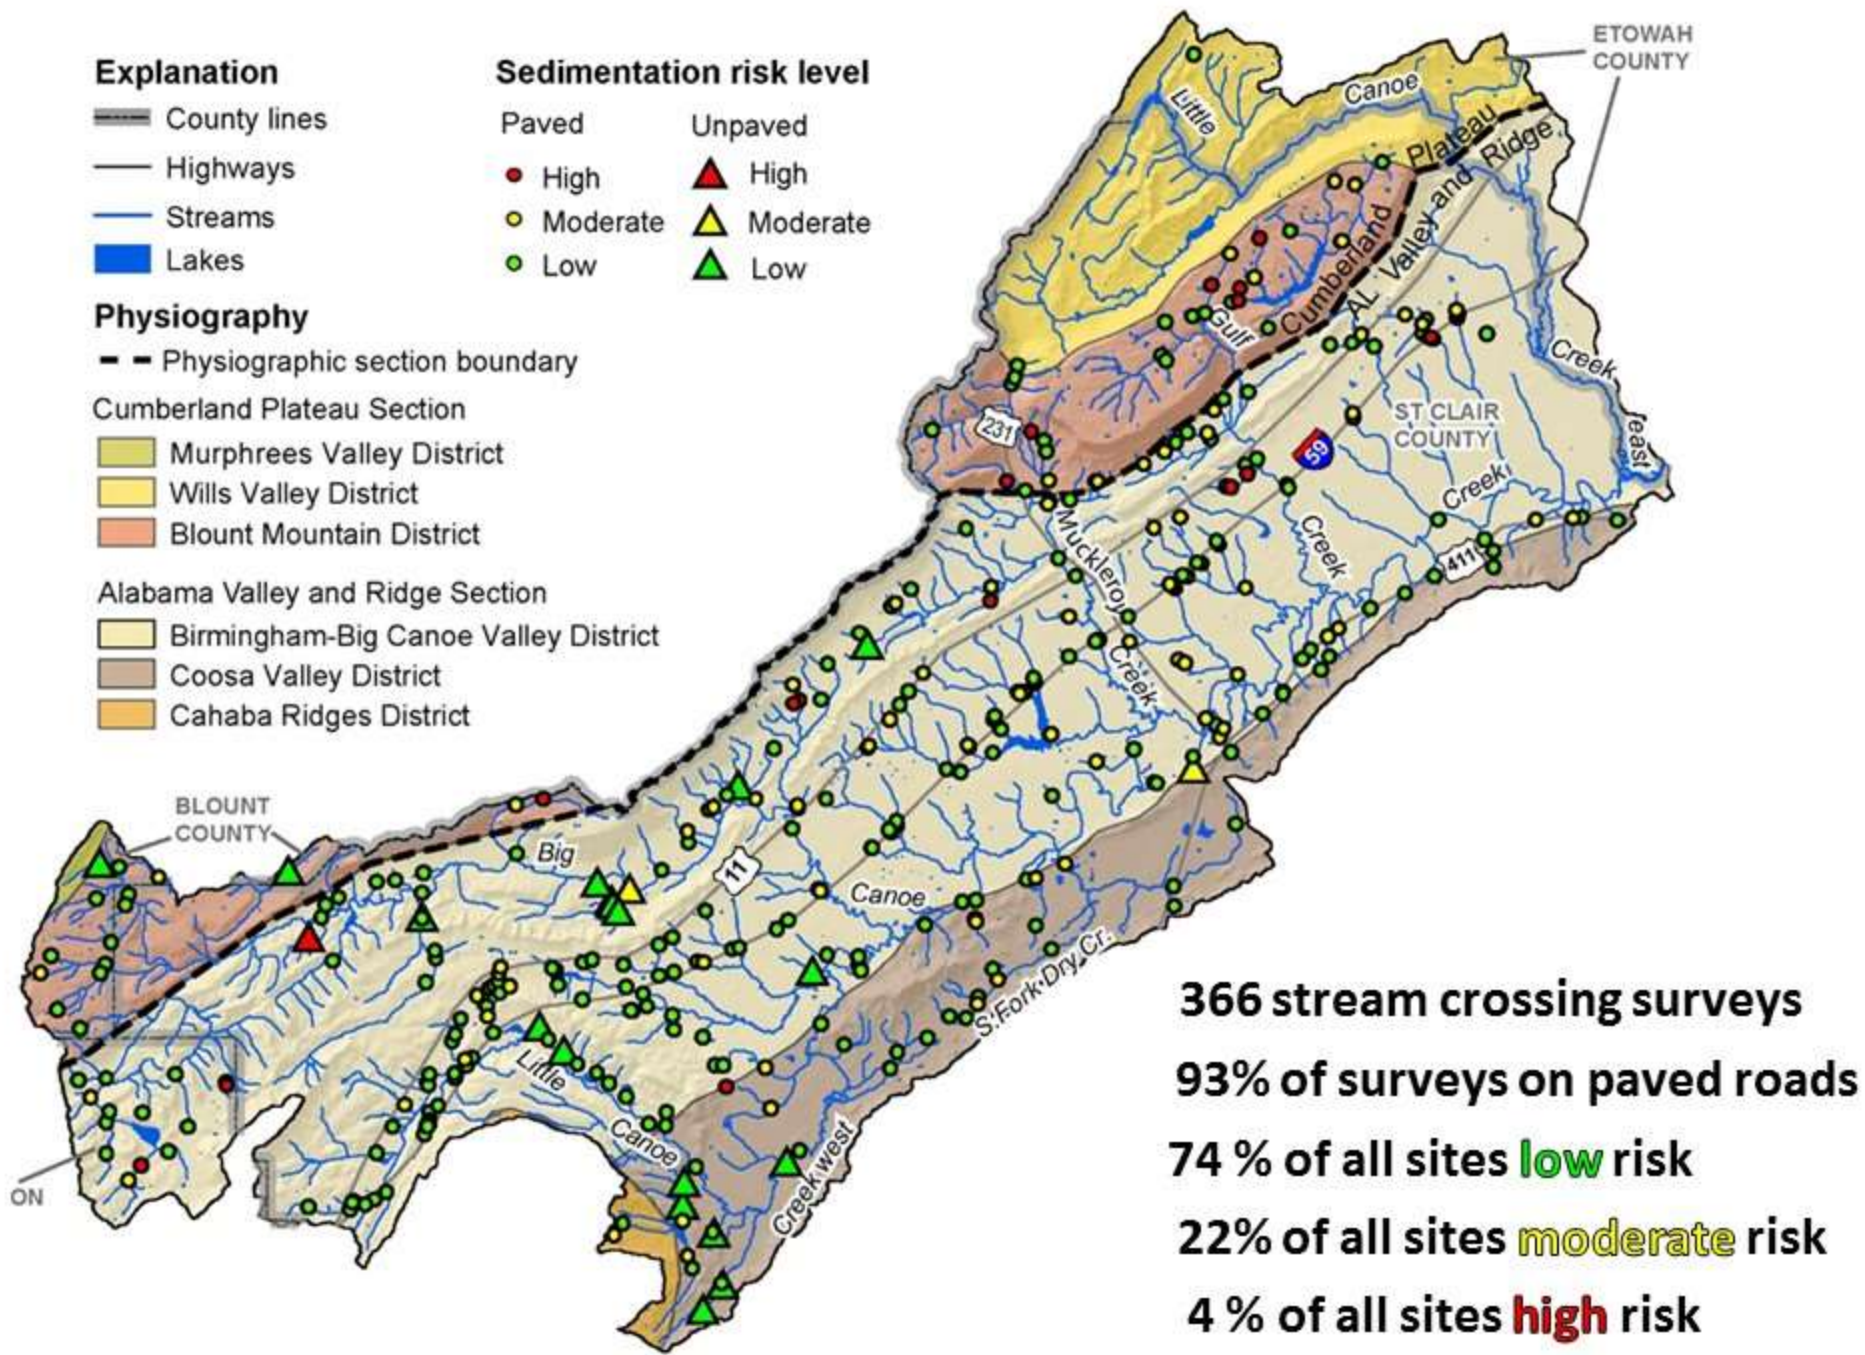 Explanation
County lines
Highways
Streams
Lakes
Physiography
Physiographic section boundary
Cumberland Plateau Section
Murphrees Valley District
Wills Valley District
Blount Mountain District
Alabama Valley and Ridge Section
Birmingham-Big Canoe Valley District
Coosa Valley District
Cahaba Ridges District
Sedimentation risk level
Paved
Unpaved
High
High
Moderate
Moderate
Low
Low
ETOWAH
COUNTY
Little
Canoe
Cumberland Plateau
AL Valley and Ridge
Gulf
Creek
231
ST CLAIR
COUNTY
59
east
Creek
411
Creek
Muckleroy
Creek
BLOUNT
COUNTY
Big
11
Canoe
S Fork Dry Cr.
Little
Canoe
Creek west
ON
366 stream crossing surveys
93% of surveys on paved roads
74 % of all sites low risk
22% of all sites moderate risk
4 % of all sites high risk